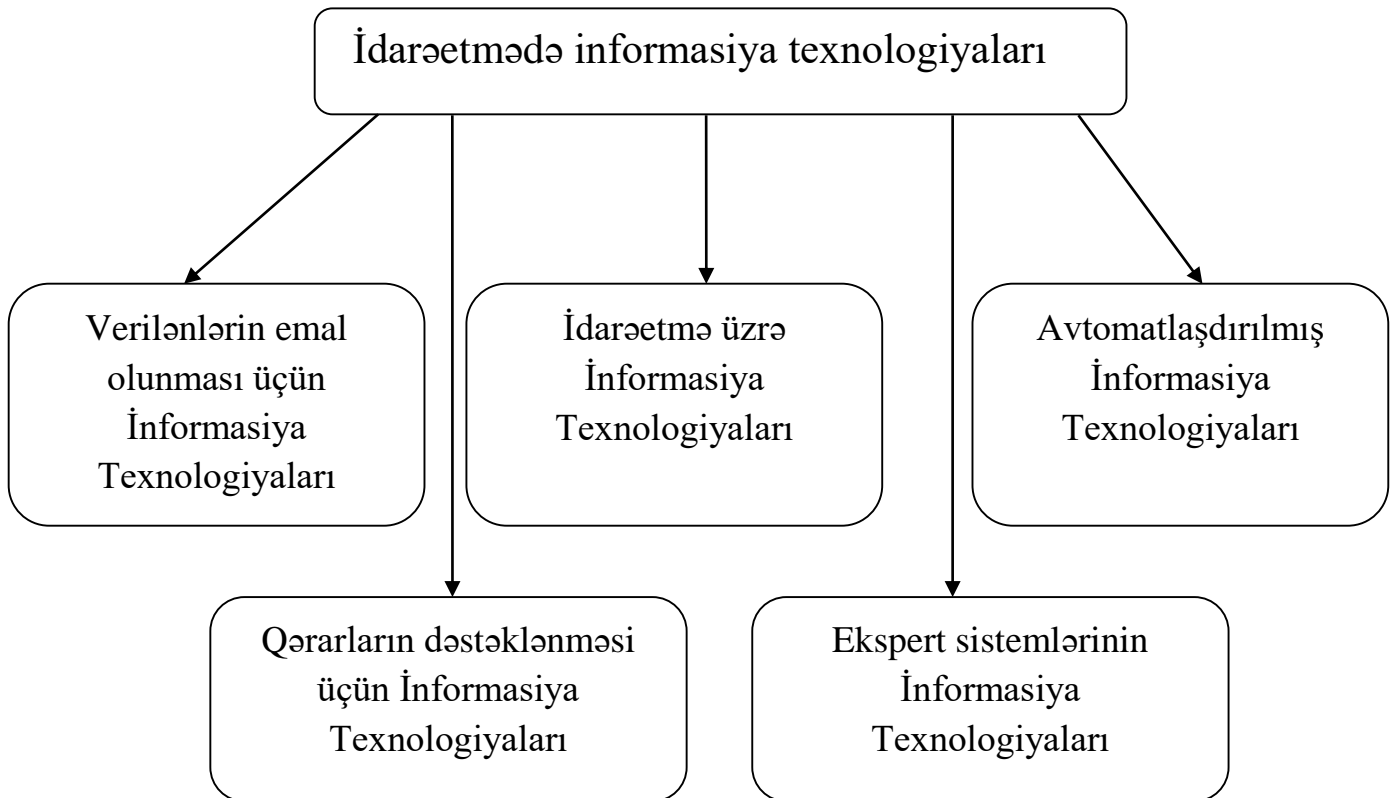 İdarəetmədə informasiya texnologiyaları
Verilənlərin emal
olunması üçün
İnformasiya
Texnologiyaları
İdarəetmə üzrə
İnformasiya
Texnologiyaları
Avtomatlaşdırılmış
İnformasiya
Texnologiyaları
Qərarların dəstəklənməsi
üçün İnformasiya
Texnologiyaları
Ekspert sistemlərinin
İnformasiya
Texnologiyaları